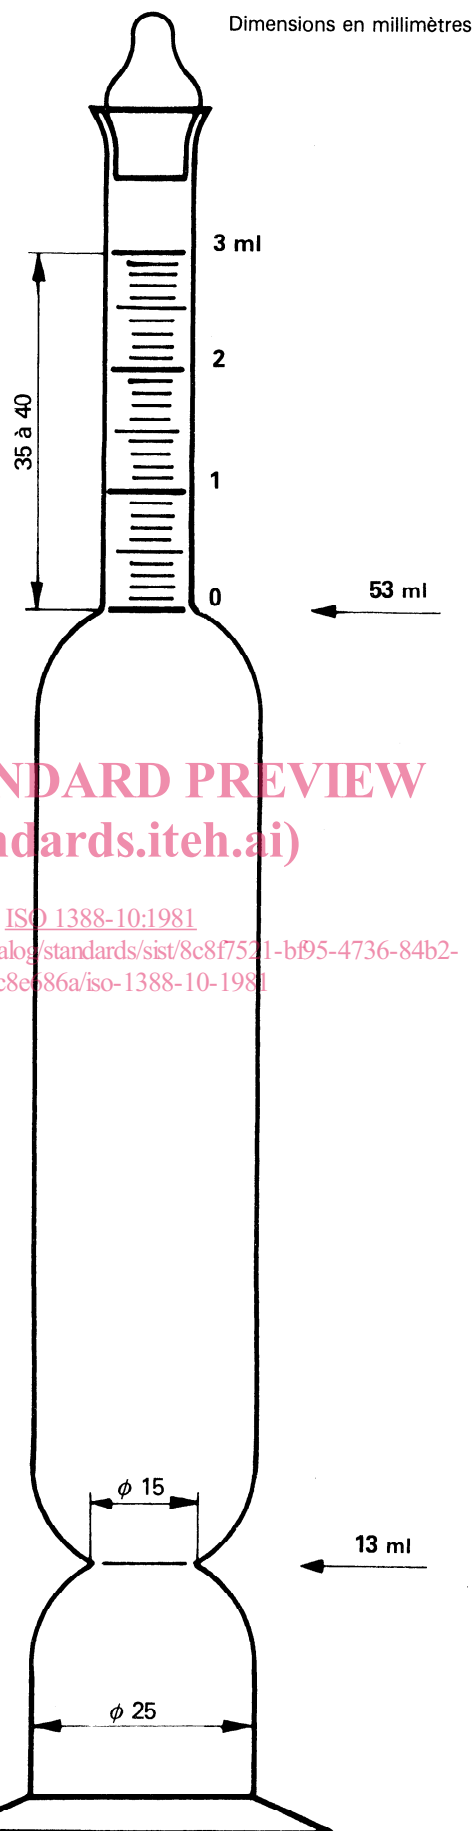 Dimensions en millimètres
3 ml
2
35 à 40
1
0
53 ml
NDARD PREVIEW
ndards.iteh.ai)
ISO 1388-10:1981
alog/standards/sist/8c8f7521-bf95-4736-84b2-
c8e686a/iso-1388-10-1981
ϕ 15
13 ml
ϕ 25